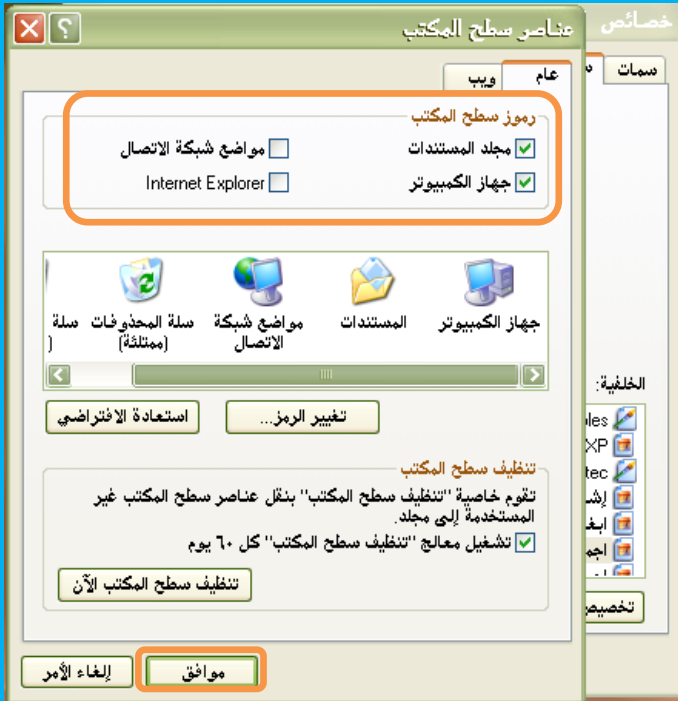 خصائص
عناصر سطح المكتب
سمات
عام
ويب
رموز سطح المكتب
مجلد المستندات
مواضع شبكة الاتصال
جهاز الكمبيوتر
Internet Explorer
جهاز الكمبيوتر
المستندات
مواضع شبكة الاتصال
سلة المحذوفات (ممتلئة)
سلة
تغيير الرمز...
استعادة الافتراضي
تنظيف سطح المكتب
تقوم خاصية "تنظيف سطح المكتب" بنقل عناصر سطح المكتب غير
المستخدمة إلى مجلد.
تشغيل معالج "تنظيف سطح المكتب" كل ٦٠ يوم
تنظيف سطح المكتب الآن
موافق
إلغاء الأمر
الخلفية:
XP
تخصيص